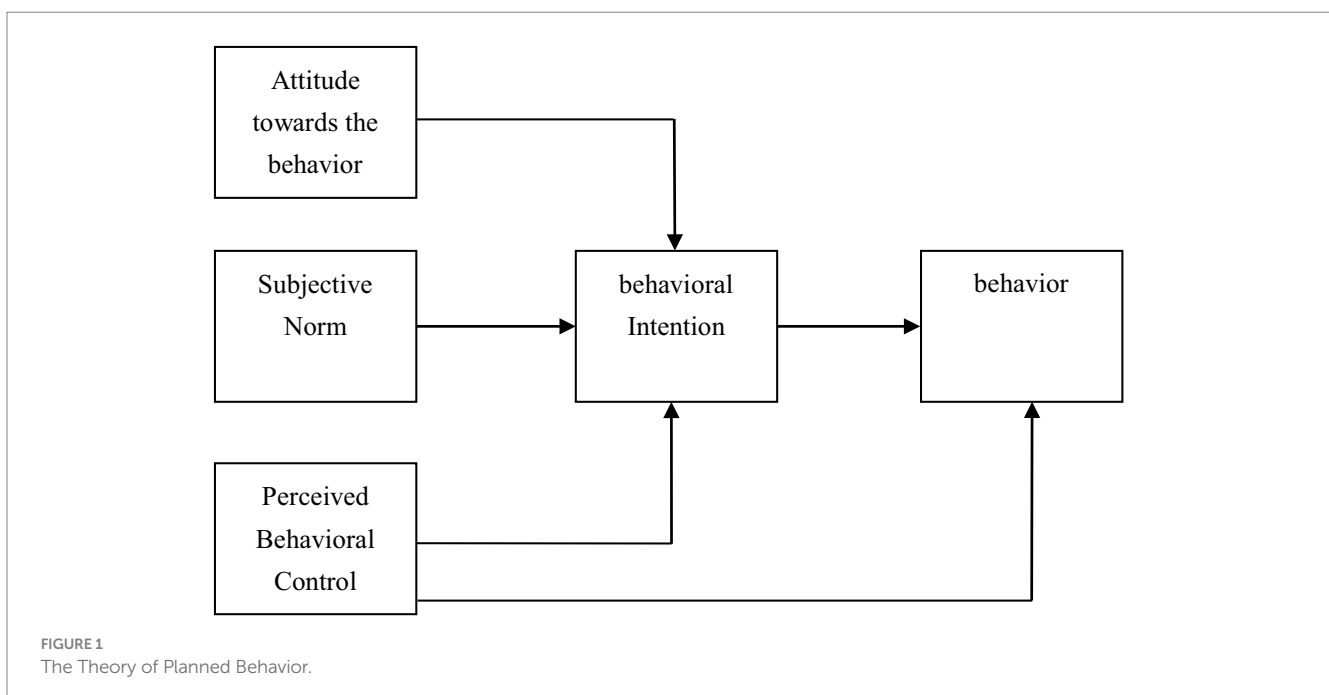 Attitude
towards the
behavior
Subjective
Norm
behavioral
Intention
behavior
Perceived
Behavioral
Control
FIGURE 1
The Theory of Planned Behavior.